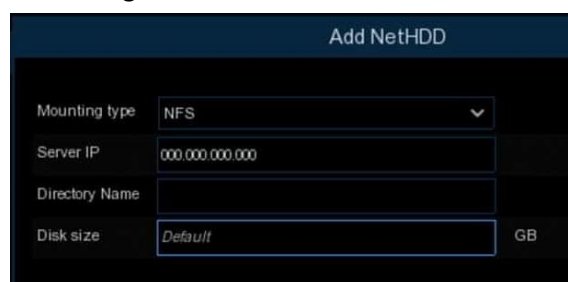 Add NetHDD
Mounting type NFS
Server IP 000.000.000.000
Directory Name
Disk size Default GB